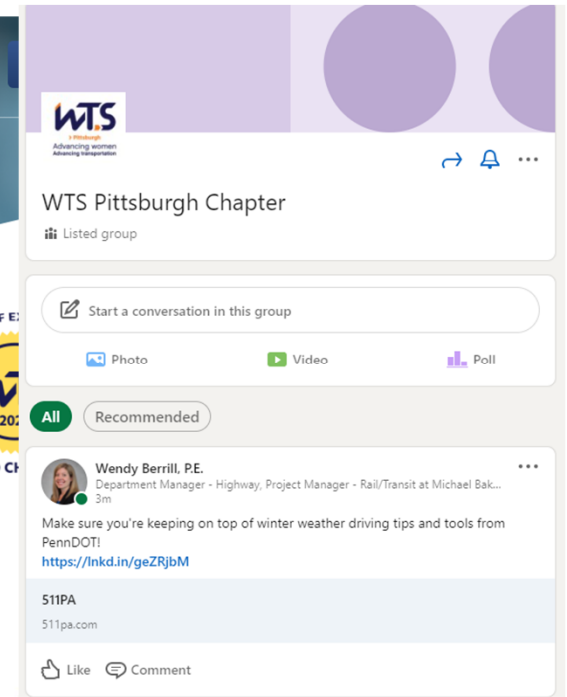 WTS
Pittsburgh
Advancing women
Advancing transportation
WTS Pittsburgh Chapter
Listed group
Start a conversation in this group
Photo
Video
Poll
All
Recommended
Wendy Berrill, P.E.
Department Manager - Highway, Project Manager - Rail/Transit at Michael Bak...
3m
Make sure you're keeping on top of winter weather driving tips and tools from
PennDOT!
https://lnkd.in/geZRjbM
511PA
511pa.com
Like
Comment